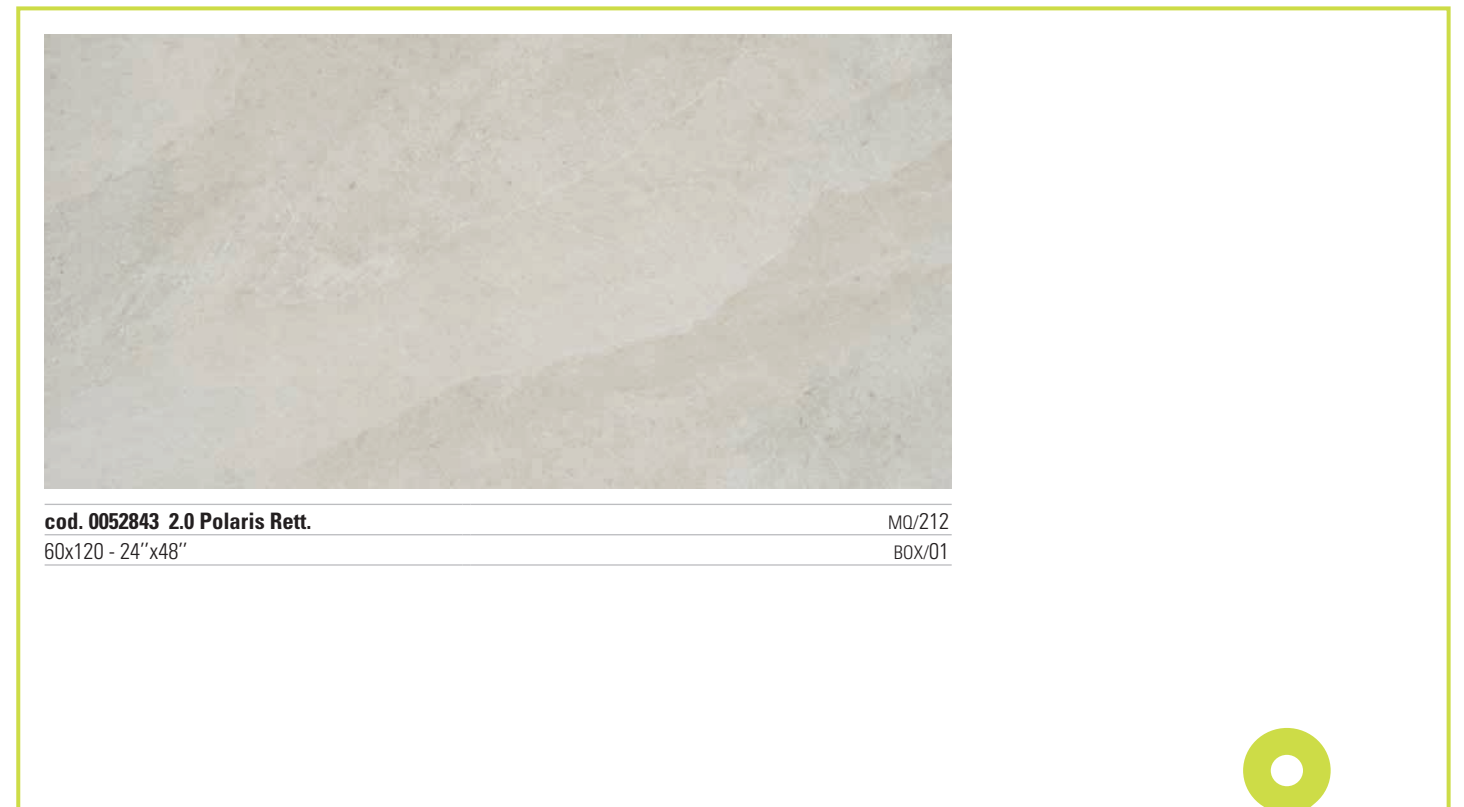 cod. 0052843 2.0 Polaris Rett. MQ/212
60x120 - 24’’x48’’ BOX/01